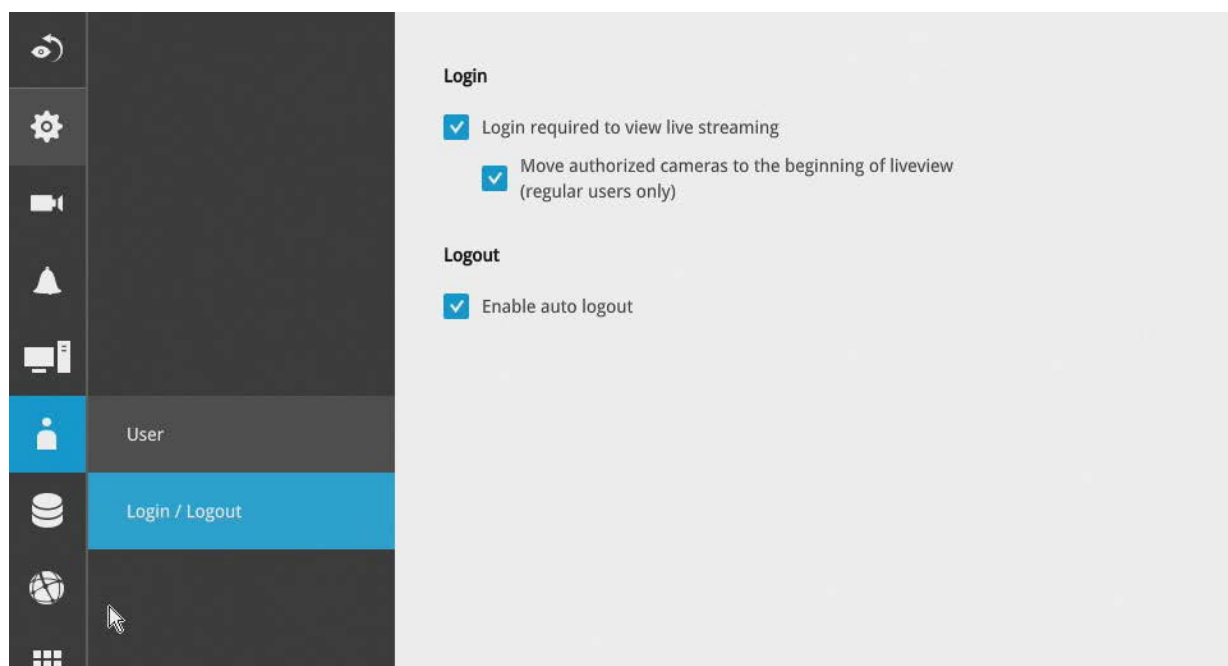 Login
Login required to view live streaming
Move authorized cameras to the beginning of liveview
(regular users only)
Logout
Enable auto logout
User
Login / Logout